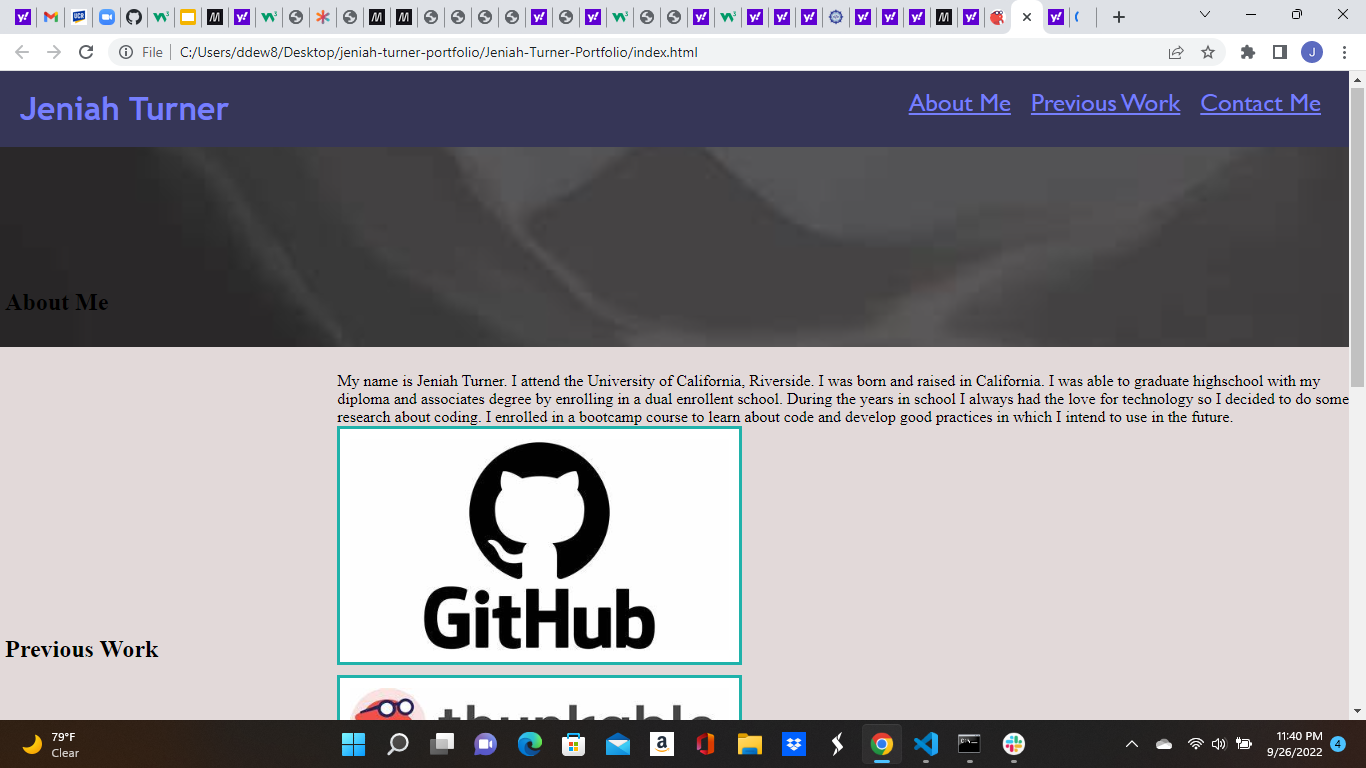 File
C:/Users/ddew8/Desktop/jeniah-turner-portfolio/Jeniah-Turner-Portfolio/index.html
J
Jeniah Turner
About Me Previous Work Contact Me
About Me
My name is Jeniah Turner. I attend the University of California, Riverside. I was born and raised in California. I was able to graduate highschool with my
diploma and associates degree by enrolling in a dual enrollent school. During the years in school I always had the love for technology so I decided to do some
research about coding. I enrolled in a bootcamp course to learn about code and develop good practices in which I intend to use in the future.
GitHub
Previous Work
thunkable
79°F
Clear
11:40 PM
9/26/2022
4